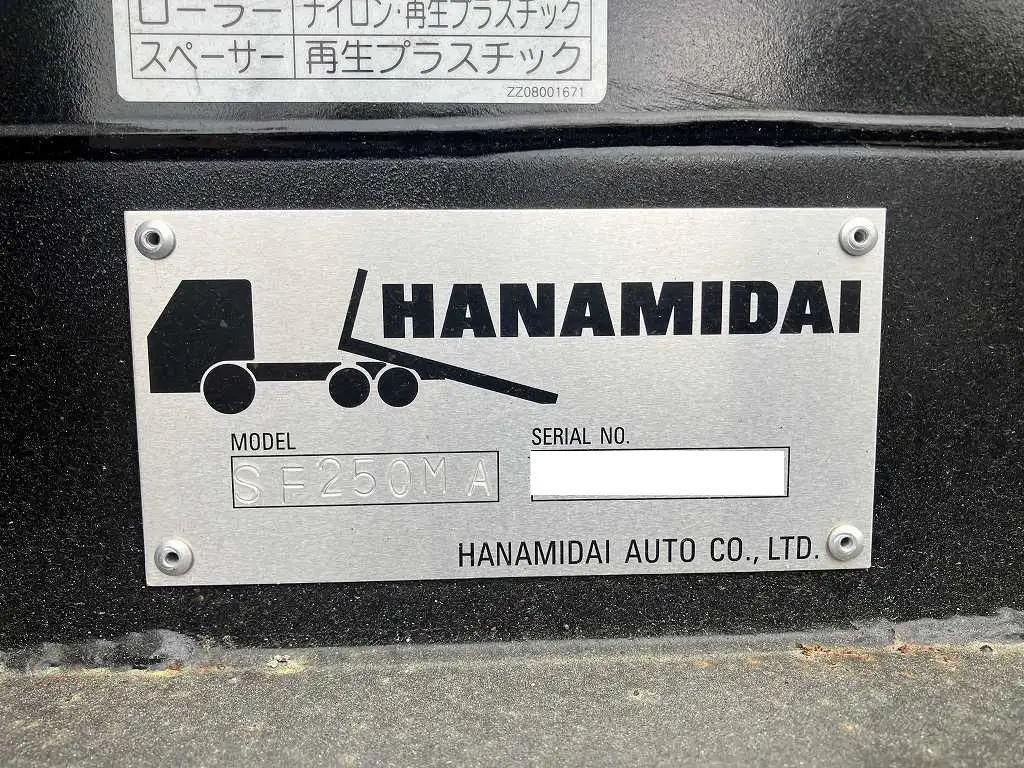 ローラー ナイロン・再生プラスチック
スペーサー 再生プラスチック
ZZ08001671
HANAMIDAI
MODEL
SERIAL NO.
SF250MA
HANAMIDAI AUTO CO., LTD.